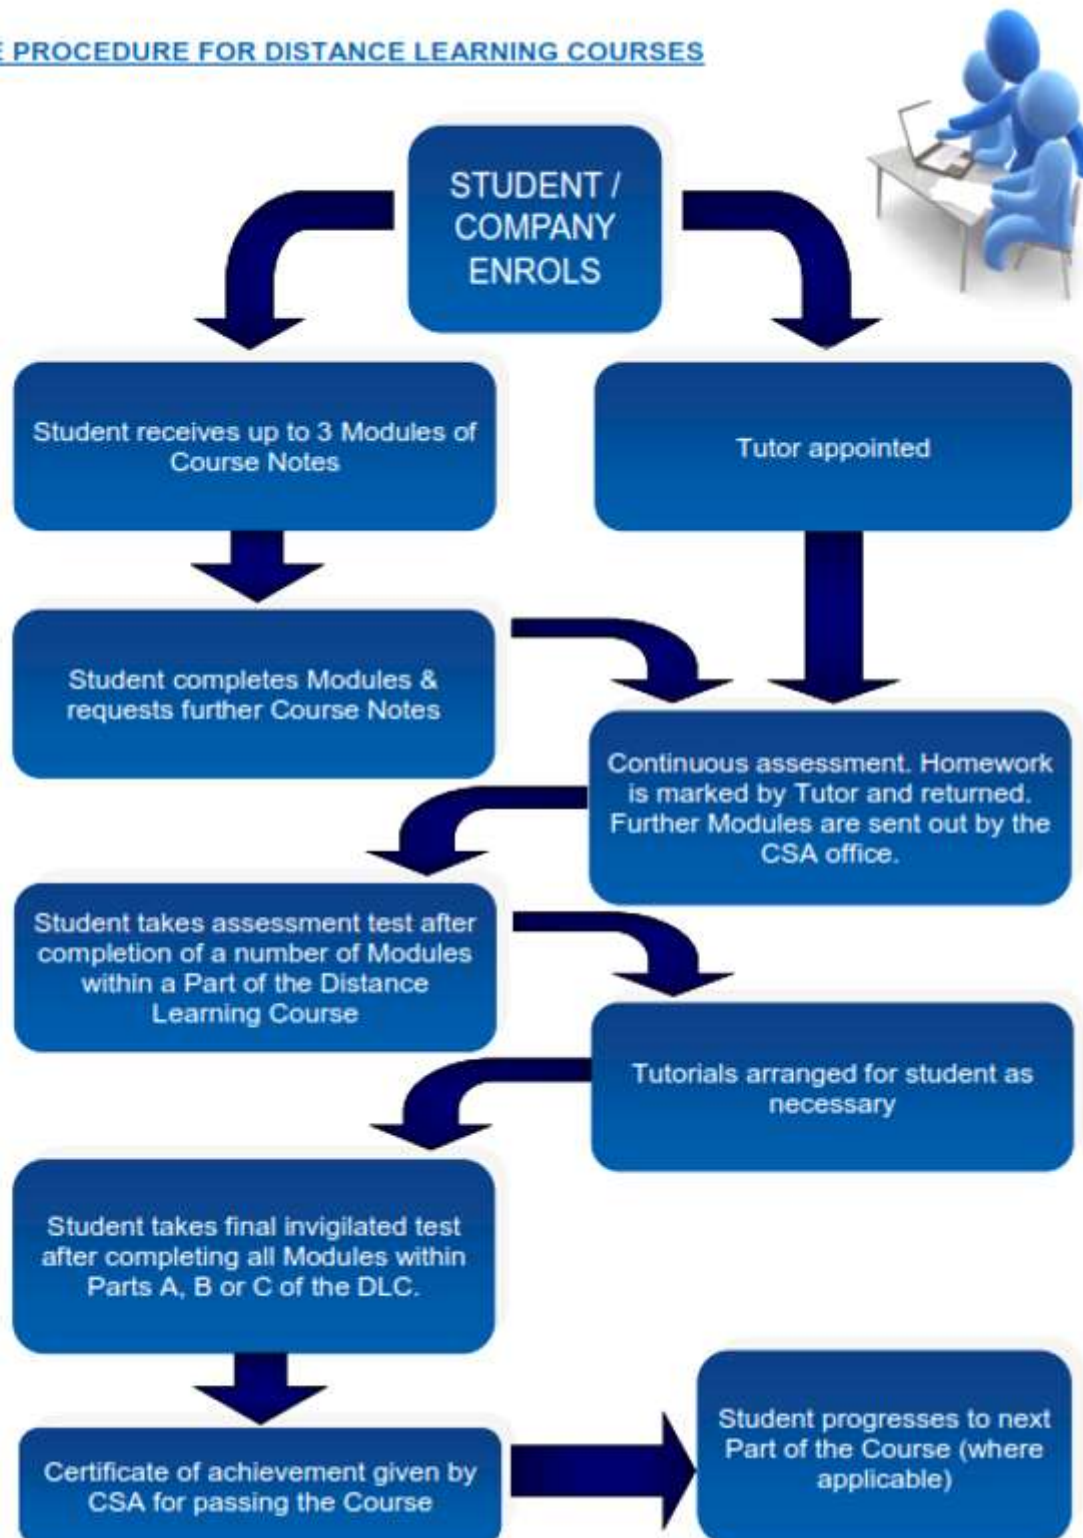 PROCEDURE FOR DISTANCE LEARNING COURSES
STUDENT /
COMPANY
ENROLS
Student receives up to 3 Modules of
Course Notes
Tutor appointed
Student completes Modules &
requests further Course Notes
Continuous assessment. Homework
is marked by Tutor and returned.
Further Modules are sent out by the
CSA office.
Student takes assessment test after
completion of a number of Modules
within a Part of the Distance
Learning Course
Tutorials arranged for student as
necessary
Student takes final invigilated test
after completing all Modules within
Parts A, B or C of the DLC.
Certificate of achievement given by
CSA for passing the Course
Student progresses to next
Part of the Course (where
applicable)